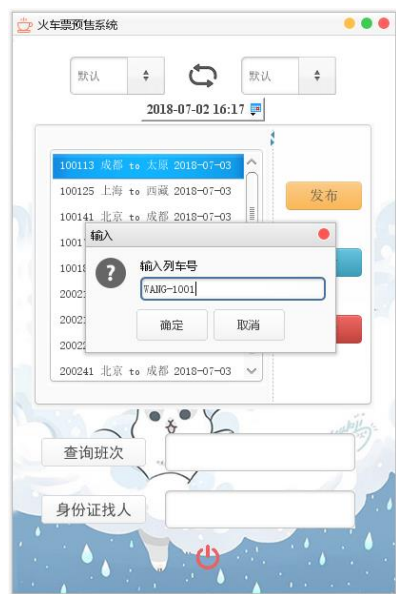 火车票预售系统
默认
默认
2018-07-02 16:17
100113 成都 to 太原 2018-07-03
100125 上海 to 西藏 2018-07-03
100141 北京 to 成都 2018-07-03
发布
输入
输入列车号
WANG-1001
确定
取消
200241 北京 to 成都 2018-07-03
查询班次
身份证找人